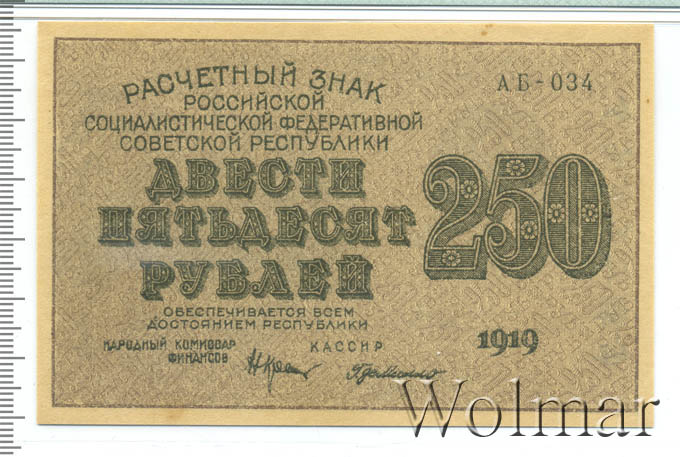 РАСЧЕТНЫЙ ЗНАК
РОССИЙСКОЙ
СОЦИАЛИСТИЧЕСКОЙ ФЕДЕРАТИВНОЙ
СОВЕТСКОЙ РЕСПУБЛИКИ
ДВЕСТИ
ПЯТЬДЕСЯТ
РУБЛЕЙ
ОБЕСПЕЧИВАЕТСЯ ВСЕМ
ДОСТОЯНИЕМ РЕСПУБЛИКИ
НАРОДНЫЙ КОМИССАР
ФИНАНСОВ
КАССИР
АБ-034
250
1919
Wolmar